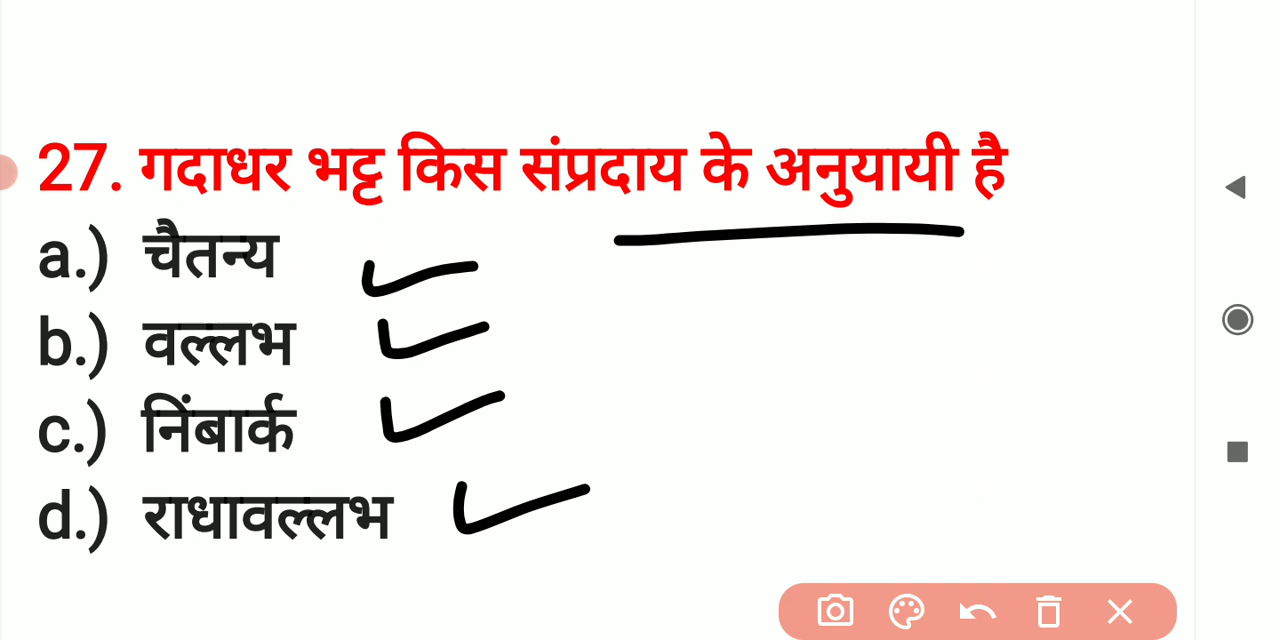 27. गदाधर भट्ट किस संप्रदाय के अनुयायी है
a.) चैतन्य
b.) वल्लभ
c.) निंबार्क
d.) राधावल्लभ